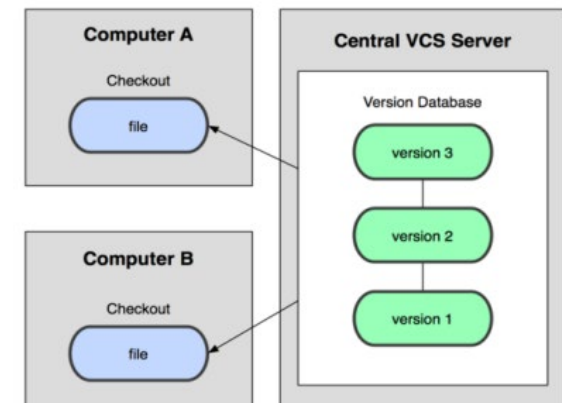 Computer A
Checkout
file
Computer B
Checkout
file
Central VCS Server
Version Database
version 3
version 2
version 1